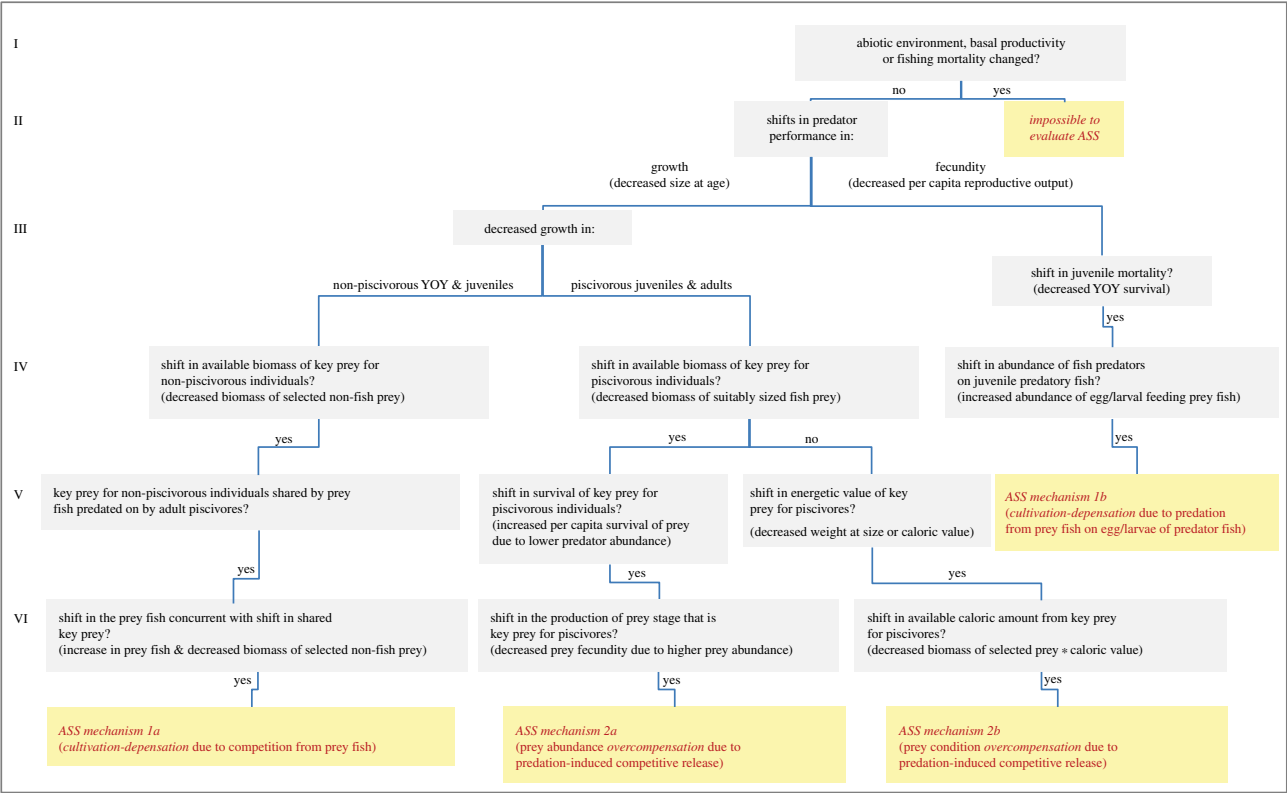 I
abiotic environment, basal productivity
or fishing mortality changed?
no
yes
II
shifts in predator
performance in:
impossible to
evaluate ASS
growth
(decreased size at age)
fecundity
(decreased per capita reproductive output)
III
decreased growth in:
shift in juvenile mortality?
(decreased YOY survival)
non-piscivorous YOY & juveniles
piscivorous juveniles & adults
yes
IV
shift in available biomass of key prey for
non-piscivorous individuals?
(decreased biomass of selected non-fish prey)
shift in available biomass of key prey for
piscivorous individuals?
(decreased biomass of suitably sized fish prey)
shift in abundance of fish predators
on juvenile predatory fish?
(increased abundance of egg/larval feeding prey fish)
yes
yes
no
yes
V
key prey for non-piscivorous individuals shared by prey
fish predated on by adult piscivores?
shift in survival of key prey for
piscivorous individuals?
(increased per capita survival of prey
due to lower predator abundance)
shift in energetic value of key
prey for piscivores?
(decreased weight at size or caloric value)
ASS mechanism 1b
(cultivation-depensation due to predation
from prey fish on egg/larvae of predator fish)
yes
yes
yes
VI
shift in the prey fish concurrent with shift in shared
key prey?
(increase in prey fish & decreased biomass of selected non-fish prey)
shift in the production of prey stage that is
key prey for piscivores?
(decreased prey fecundity due to higher prey abundance)
shift in available caloric amount from key prey
for piscivores?
(decreased biomass of selected prey * caloric value)
yes
yes
yes
ASS mechanism 1a
(cultivation-depensation due to competition from prey fish)
ASS mechanism 2a
(prey abundance overcompensation due to
predation-induced competitive release)
ASS mechanism 2b
(prey condition overcompensation due to
predation-induced competitive release)